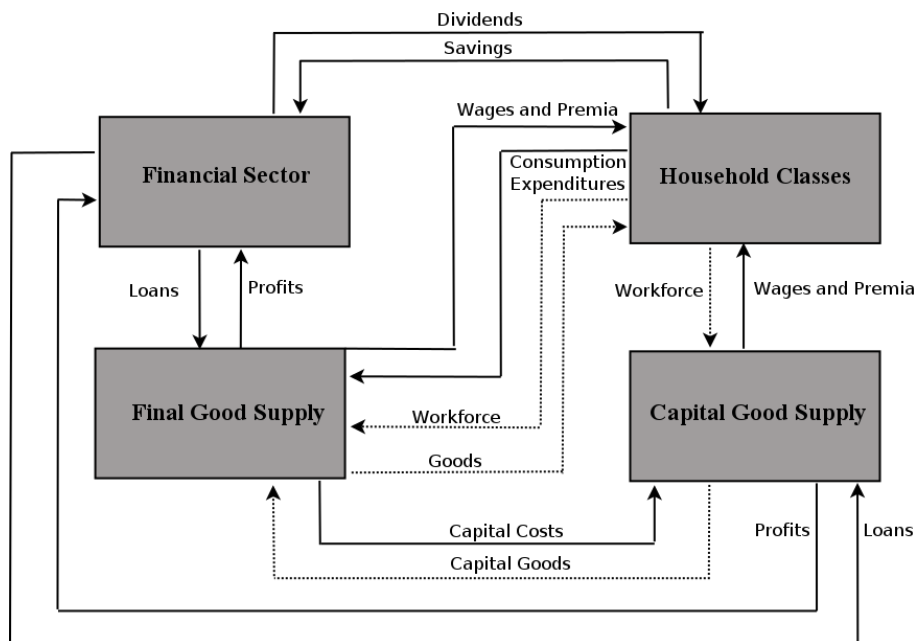 Dividends
Savings
Wages and Premia
Financial Sector
Consumption
Expenditures
Household Classes
Loans
Profits
Workforce
Wages and Premia
Final Good Supply
Capital Good Supply
Workforce
Goods
Capital Costs
Profits
Loans
Capital Goods